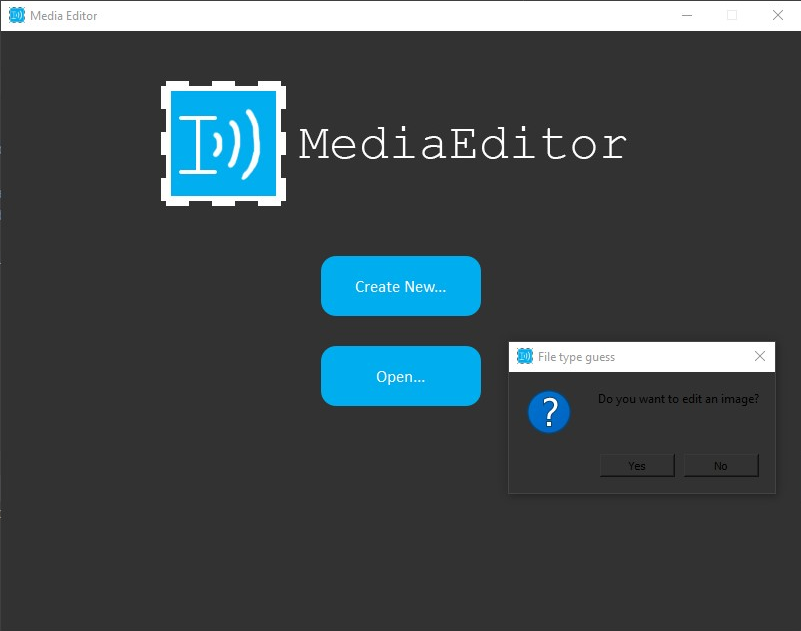 Media Editor
MediaEditor
Create New...
Open...
File type guess
?
Do you want to edit an image?
Yes No